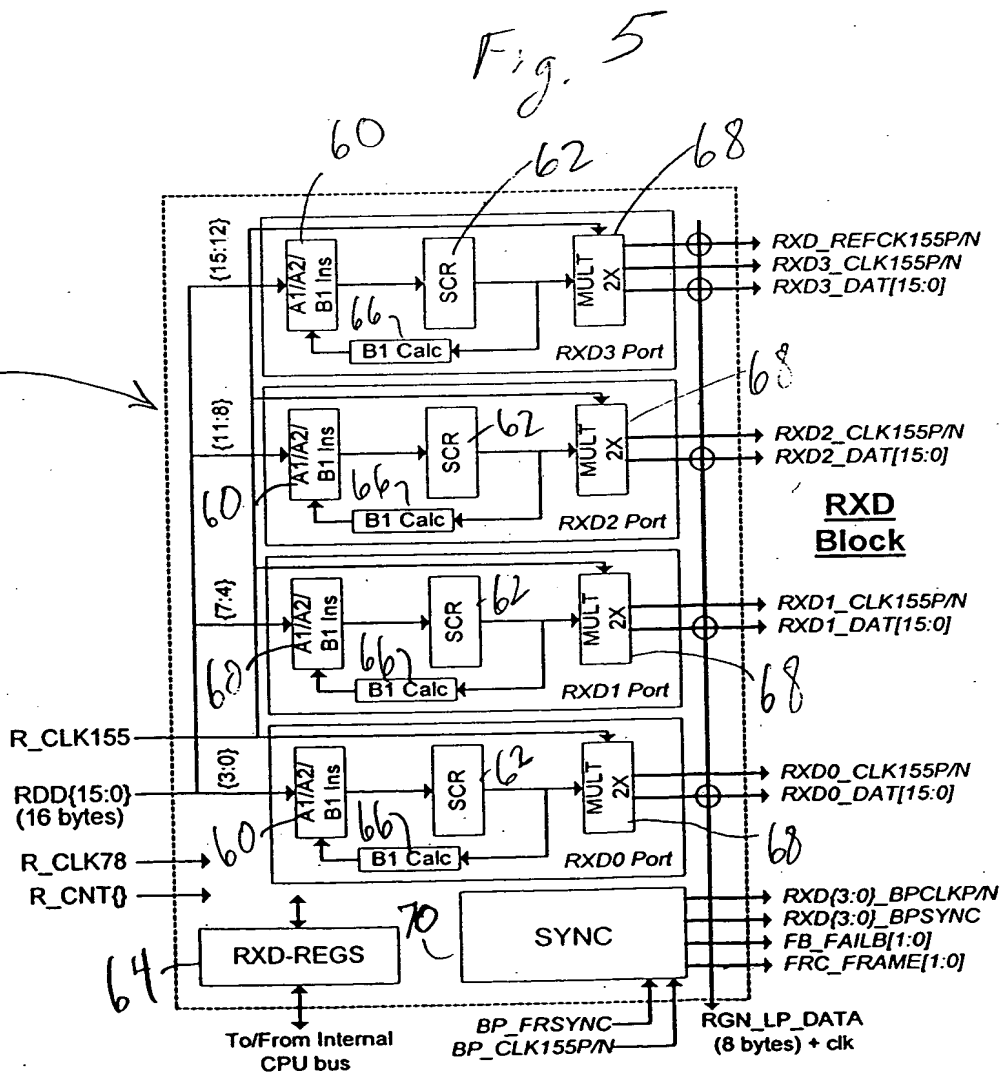 Fig. 5
60
62
68
{15:12}
A1/A2/
B1 Ins
SCR
MULT
2X
66
B1 Calc
RXD3 Port
RXD_REFCK155P/N
RXD3_CLK155P/N
RXD3_DAT[15:0]
{11:8}
A1/A2/
B1 Ins
60
SCR
62
MULT
2X
68
66
B1 Calc
RXD2 Port
RXD2_CLK155P/N
RXD2_DAT[15:0]
RXD
Block
{7:4}
A1/A2/
B1 Ins
60
SCR
62
MULT
2X
68
66
B1 Calc
RXD1 Port
RXD1_CLK155P/N
RXD1_DAT[15:0]
R_CLK155
RDD{15:0}
(16 bytes)
R_CLK78
R_CNT{}
{3:0}
A1/A2/
B1 Ins
60
SCR
62
MULT
2X
68
66
B1 Calc
RXD0 Port
RXD0_CLK155P/N
RXD0_DAT[15:0]
64
RXD-REGS
70
SYNC
RXD{3:0}_BPCLKP/N
RXD{3:0}_BPSYNC
FB_FAILB[1:0]
FRC_FRAME[1:0]
To/From Internal
CPU bus
BP_FRSYNC
BP_CLK155P/N
RGN_LP_DATA
(8 bytes) + clk